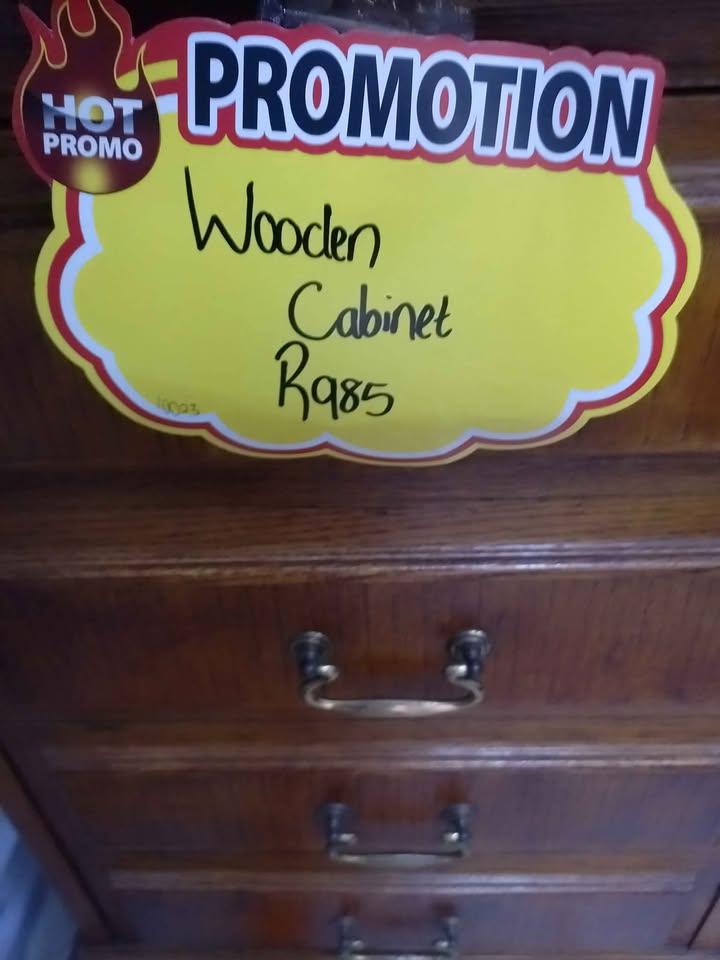 HOT
PROMO
PROMOTION
Wooden
Cabinet
R985